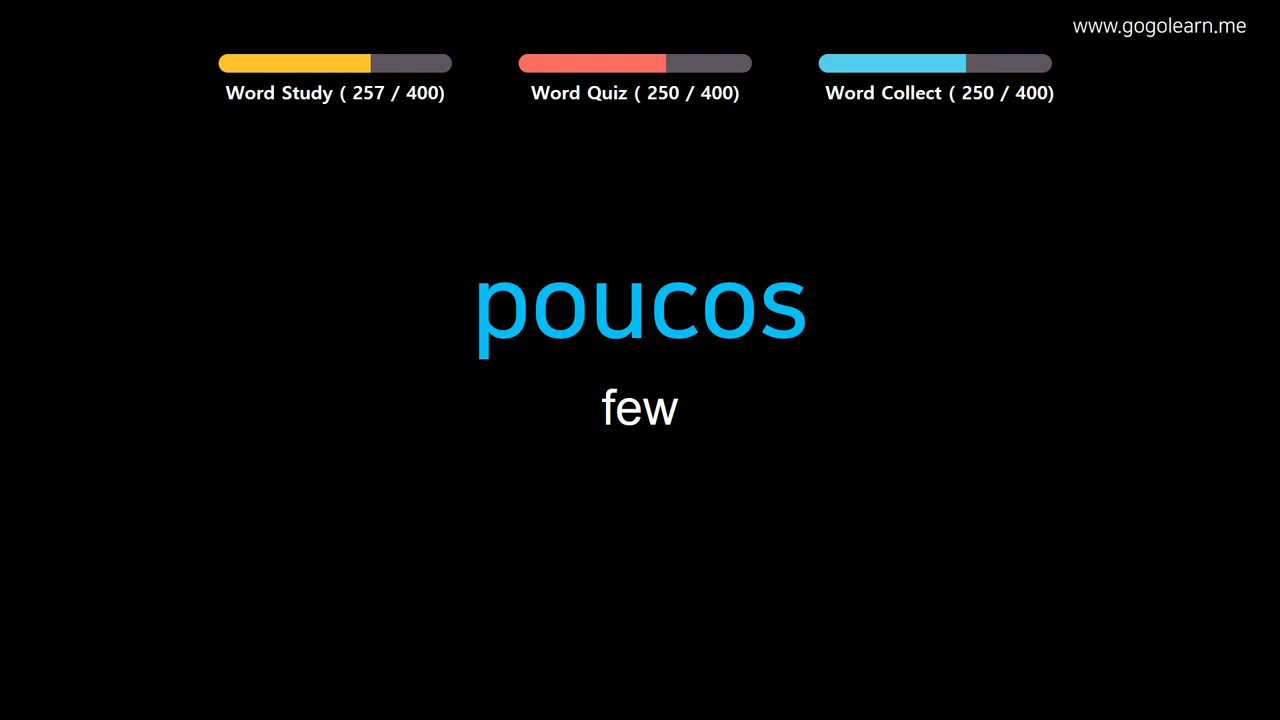 www.gogolearn.me
Word Study ( 257 / 400)
Word Quiz ( 250 / 400)
Word Collect ( 250 / 400)
poucos
few